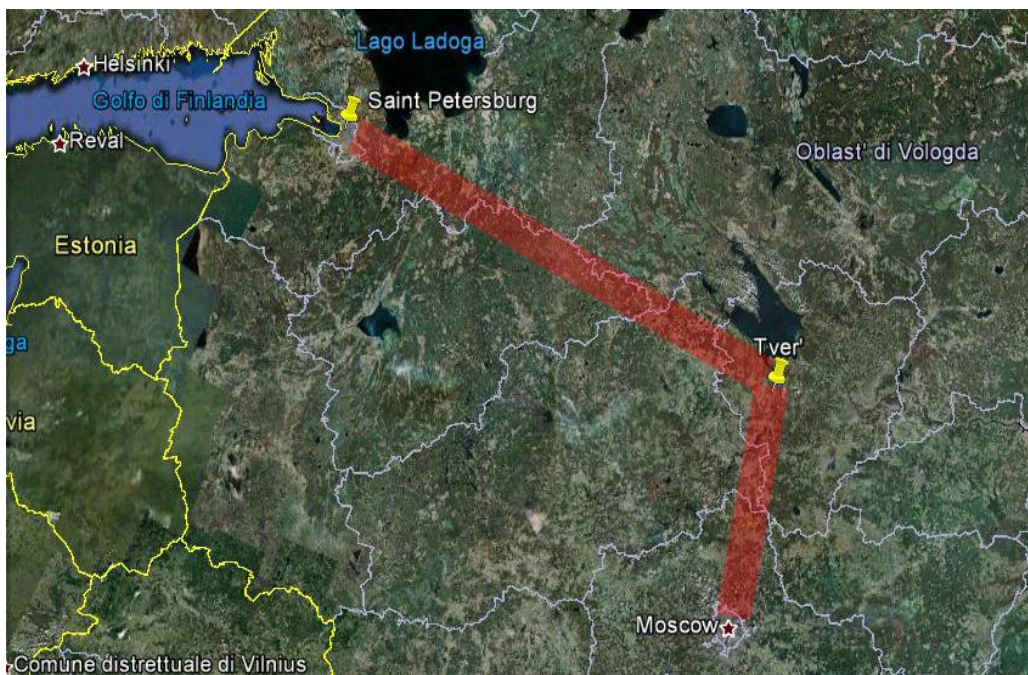 Lago Ladoga
Helsinki
Golfo di Finlandia
Saint Petersburg
Reval
Oblast' di Vologda
Estonia
ga
Tver'
via
Moscow
Comune distrettuale di Vilnius